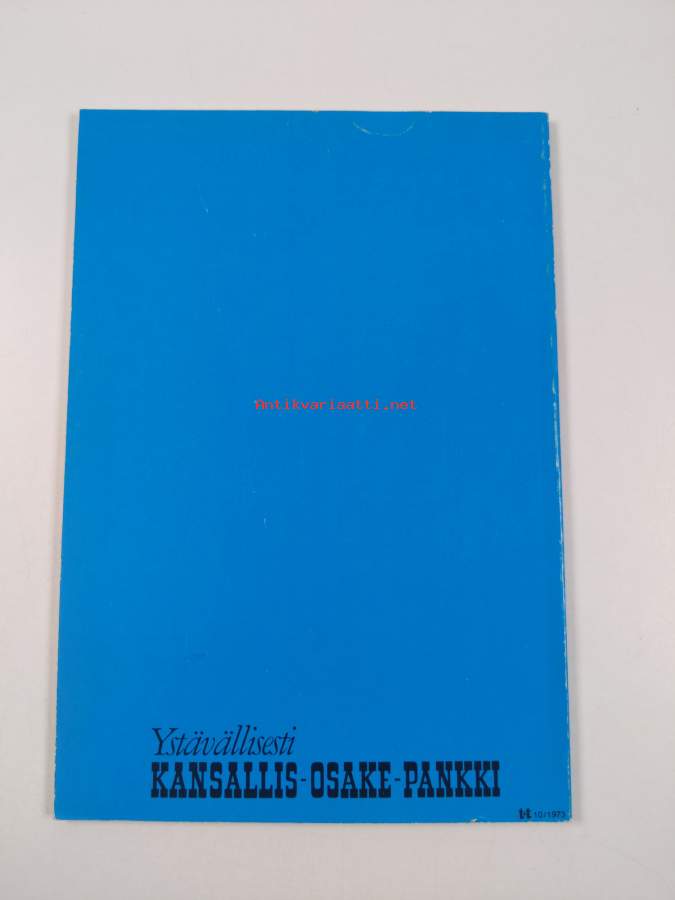 Antikvariaatti.net
Ystävällisesti
KANSALLIS-OSAKE-PANKKI
10/1973